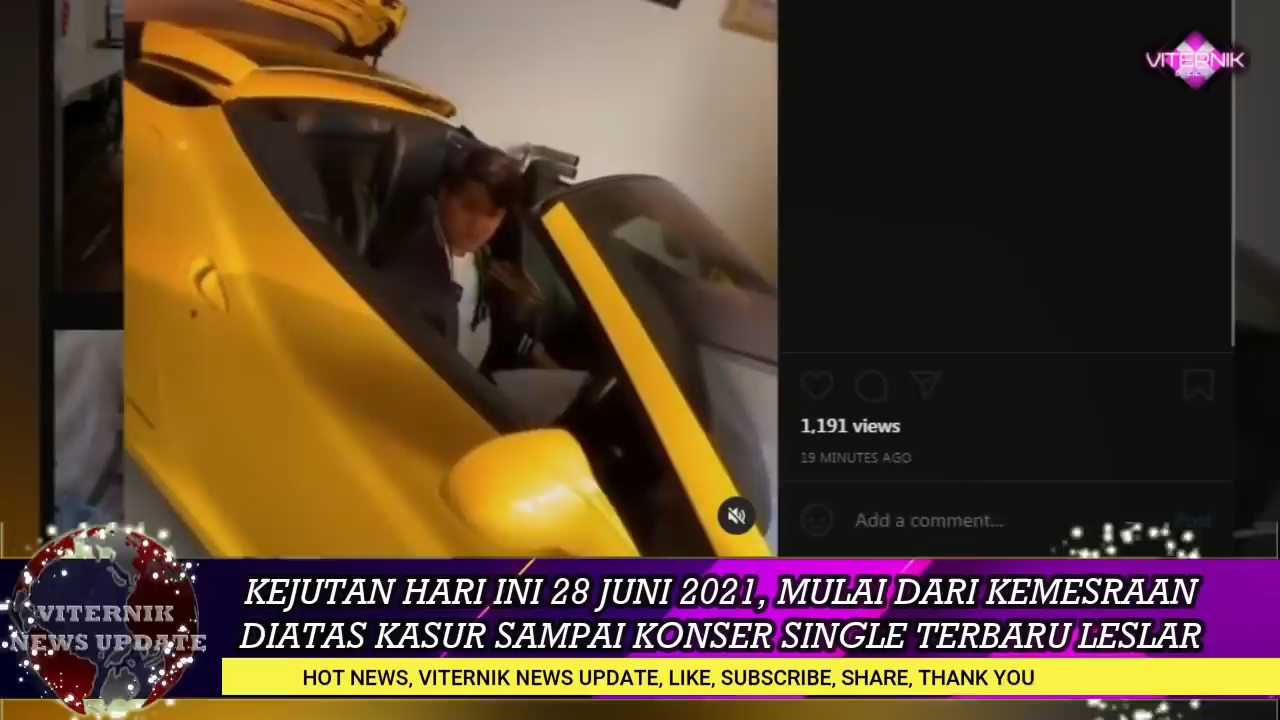 VITERNIK
1,191 views
19 MINUTES AGO
Add a comment...
Post
KEJUTAN HARI INI 28 JUNI 2021, MULAI DARI KEMESRAAN
DIATAS KASUR SAMPAI KONSER SINGLE TERBARU LESLAR
VITERNIK
NEWS UPDATE
HOT NEWS, VITERNIK NEWS UPDATE, LIKE, SUBSCRIBE, SHARE, THANK YOU